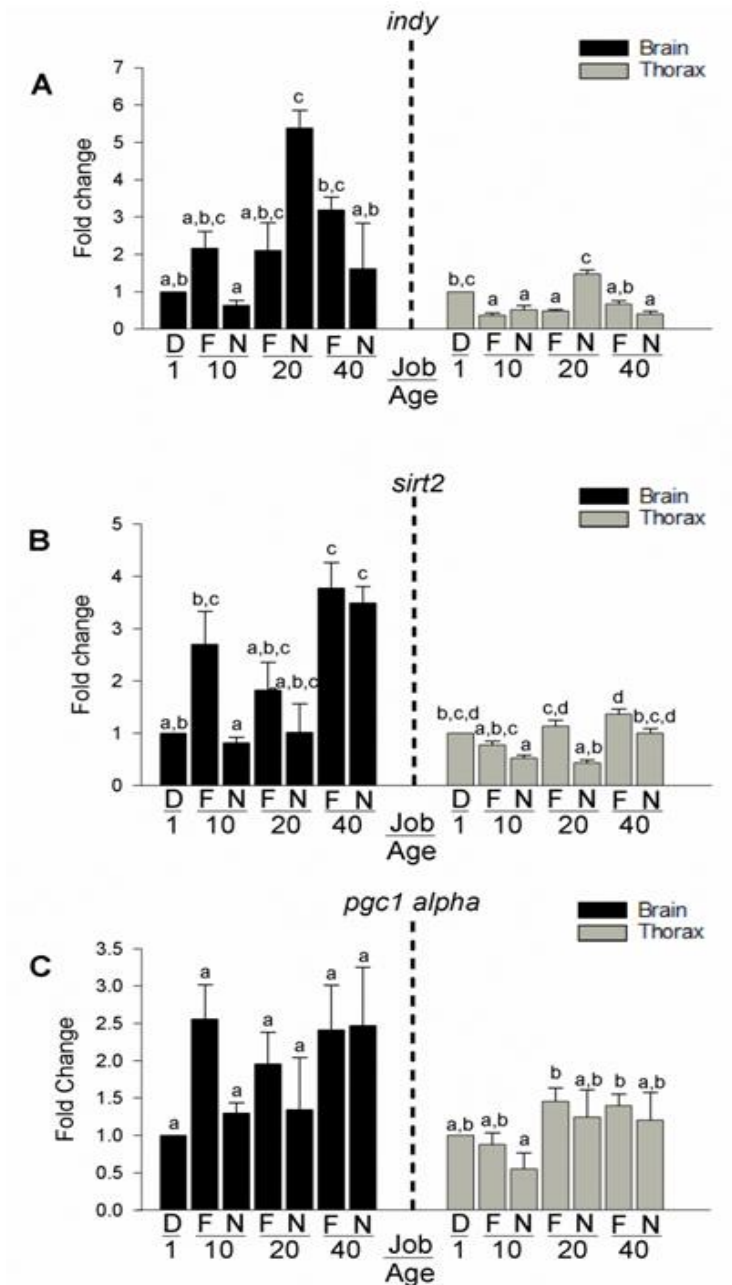 indy
Brain
Thorax
A
Fold change
7
6
5
4
3
2
1
0
a,b
a,b,c
a
a,b,c
c
b,c
a,b
b,c
a
a
a
c
a,b
a
D F N F N F N
1 10 20 40
Job
Age
D F N F N F N
1 10 20 40
sirt2
Brain
Thorax
B
Fold change
5
4
3
2
1
0
a,b
b,c
a
a,b,c
a,b,c
c
c
b,c,d
a,b,c
a
c,d
a,b
d
b,c,d
D F N F N F N
1 10 20 40
Job
Age
D F N F N F N
1 10 20 40
pgc1 alpha
Brain
Thorax
C
Fold Change
3.5
3.0
2.5
2.0
1.5
1.0
0.5
0.0
a
a
a
a
a
a
a
a,b
a,b
a
b
a,b
b
a,b
D F N F N F N
1 10 20 40
Job
Age
D F N F N F N
1 10 20 40